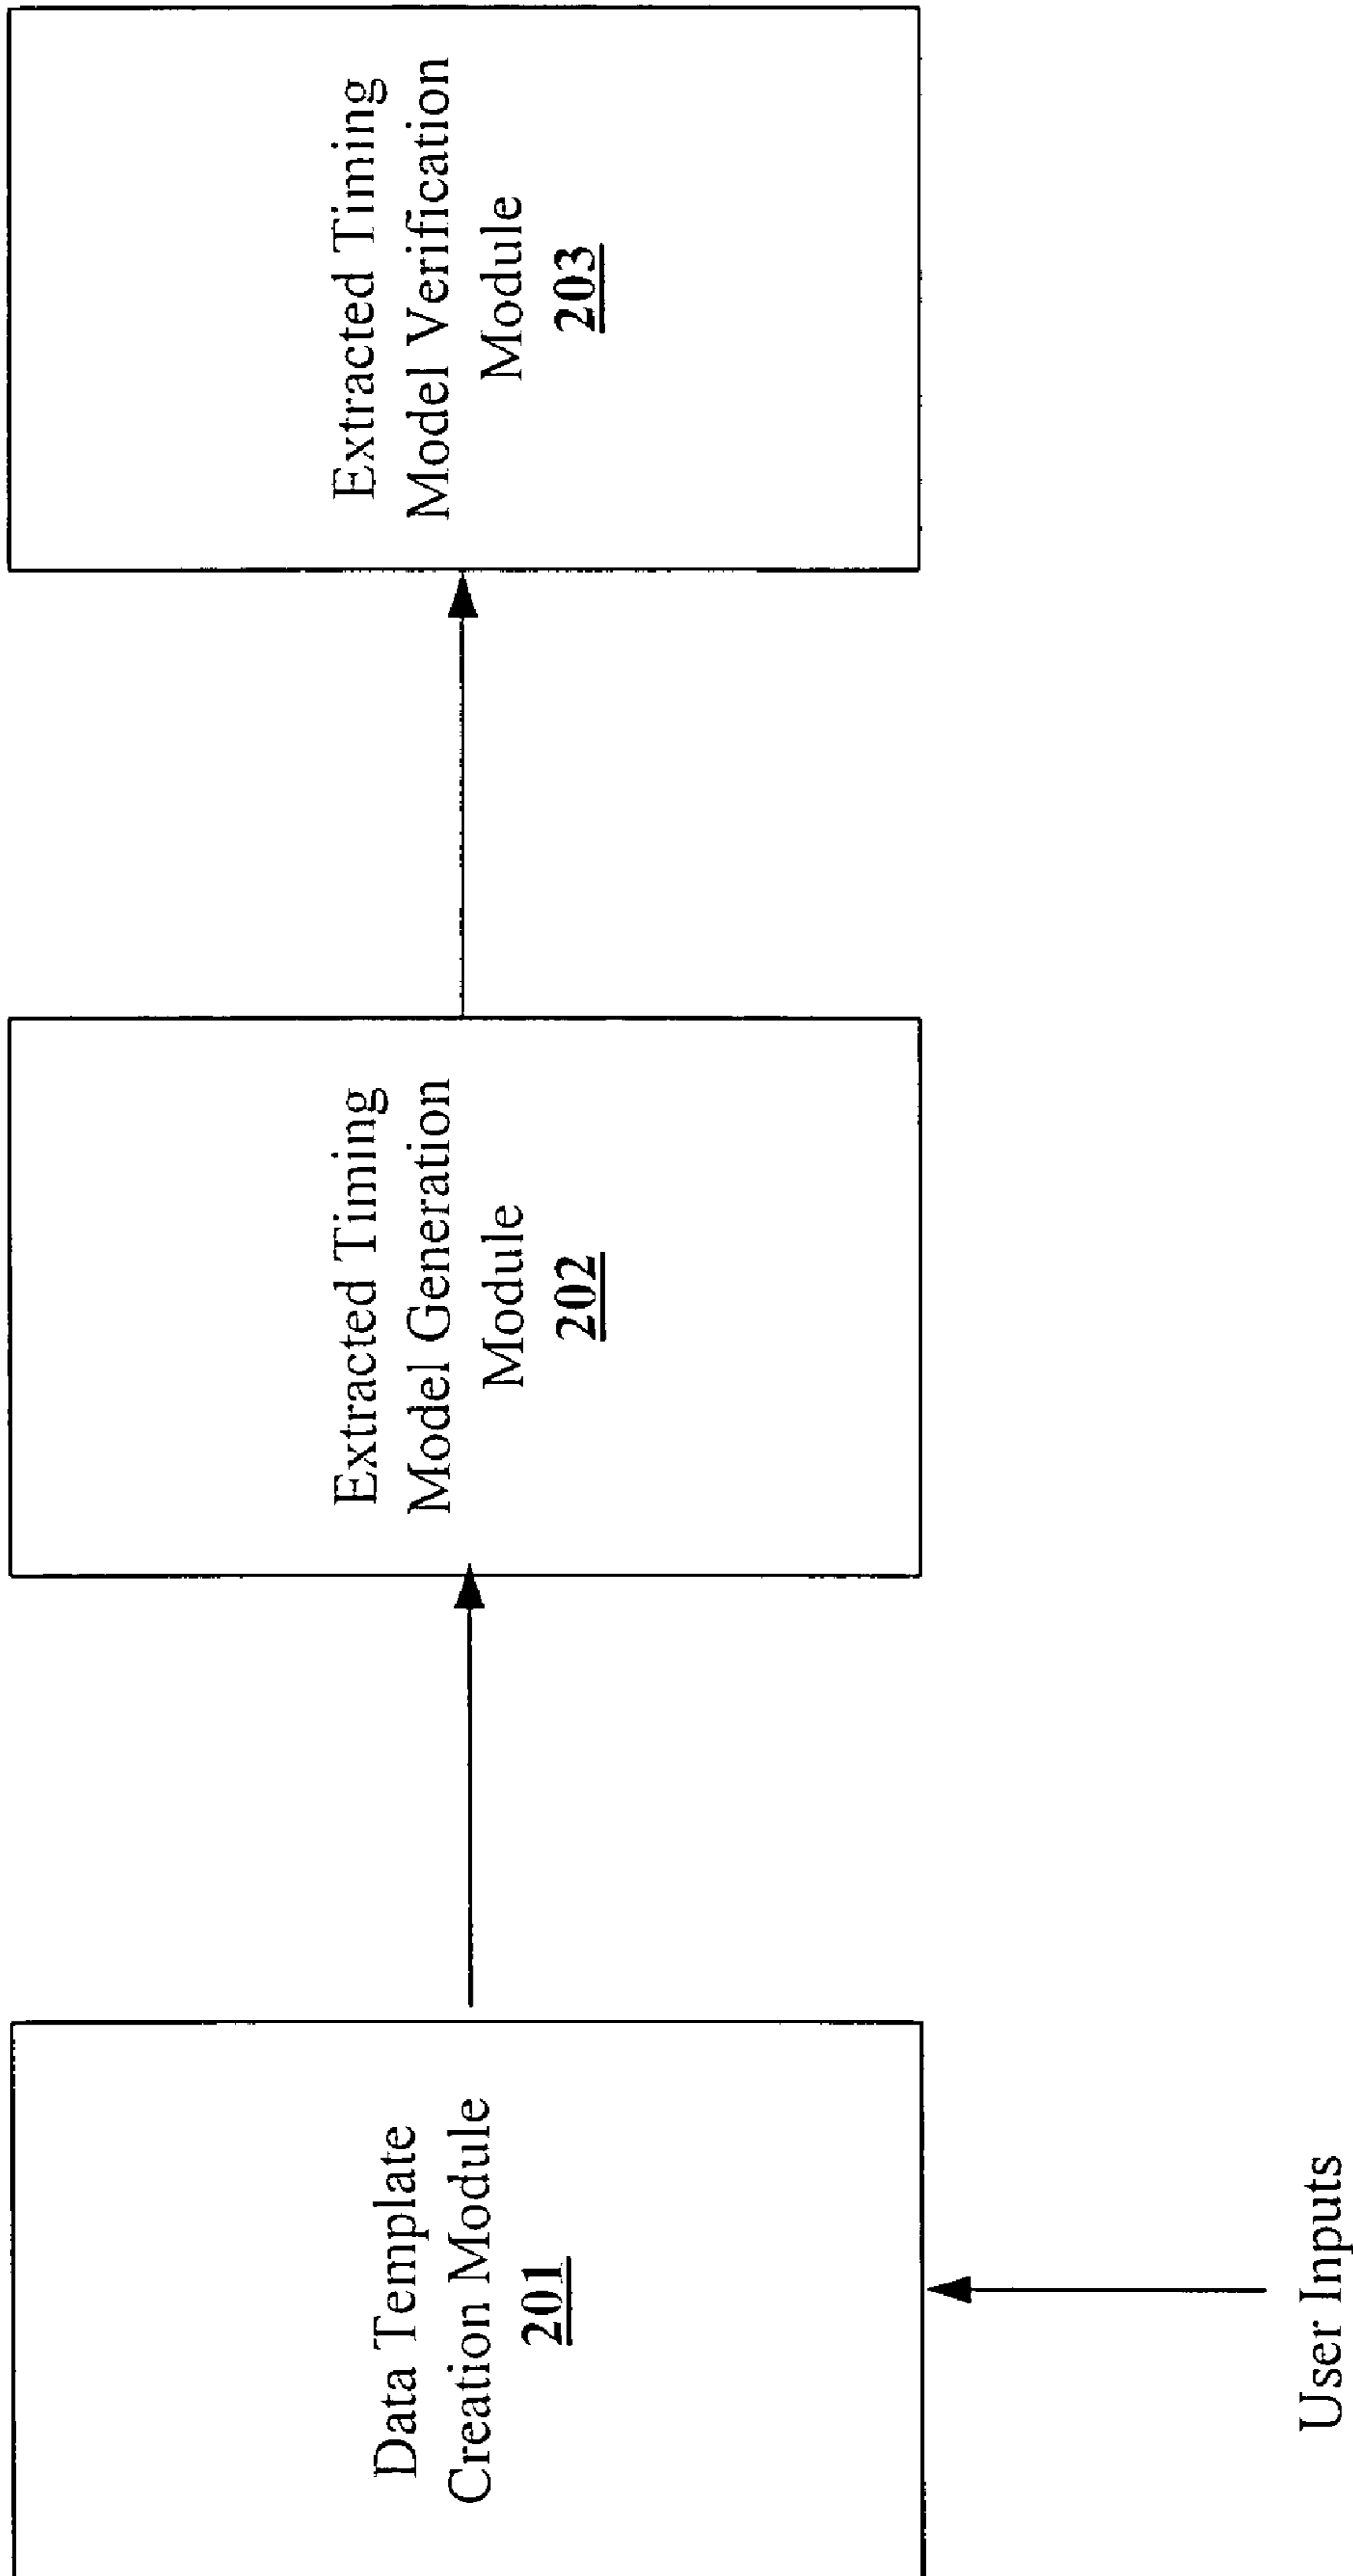 Data Template
Creation Module
201
Extracted Timing
Model Generation
Module
202
Extracted Timing
Model Verification
Module
203
User Inputs